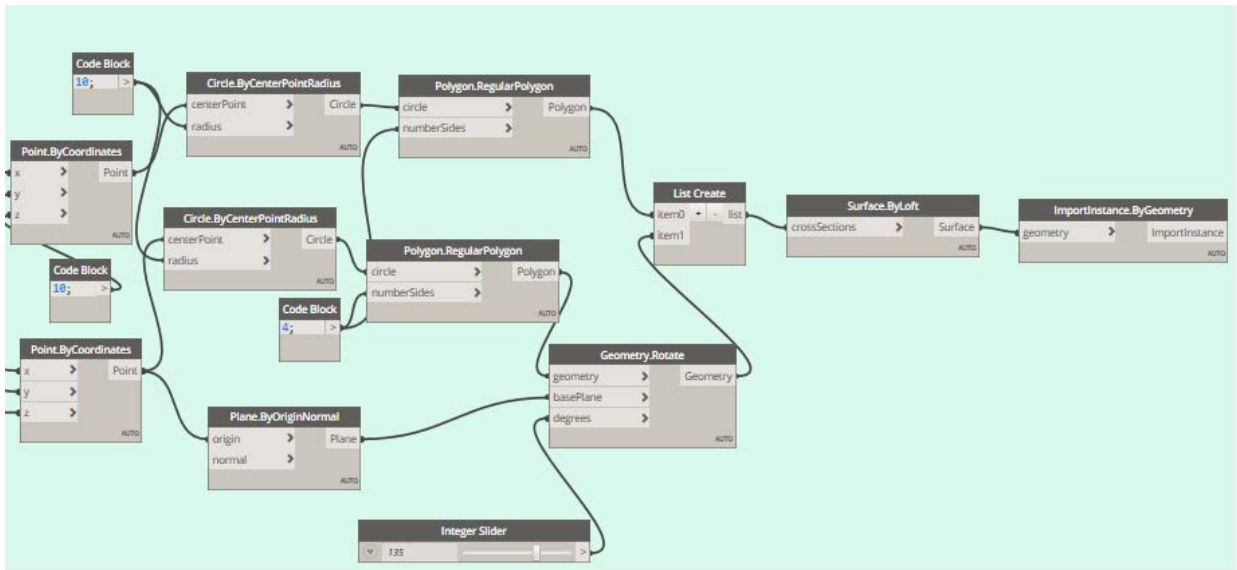 Code Block
10; >
Circle.ByCenterPointRadius
centerPoint > Circle
radius >
AUTO
Polygon.RegularPolygon
circle > Polygon
numberSides >
AUTO
Point.ByCoordinates
x > Point
y >
z >
AUTO
List Create
item0 + - list
item1
Surface.ByLoft
crossSections > Surface
AUTO
ImportInstance.ByGeometry
geometry > ImportInstance
AUTO
Circle.ByCenterPointRadius
centerPoint > Circle
radius >
AUTO
Polygon.RegularPolygon
circle > Polygon
numberSides >
AUTO
Code Block
10; >
Code Block
4; >
Point.ByCoordinates
x > Point
y >
z >
AUTO
Geometry.Rotate
geometry > Geometry
basePlane >
degrees >
AUTO
Plane.ByOriginNormal
origin > Plane
normal >
AUTO
Integer Slider
135 >